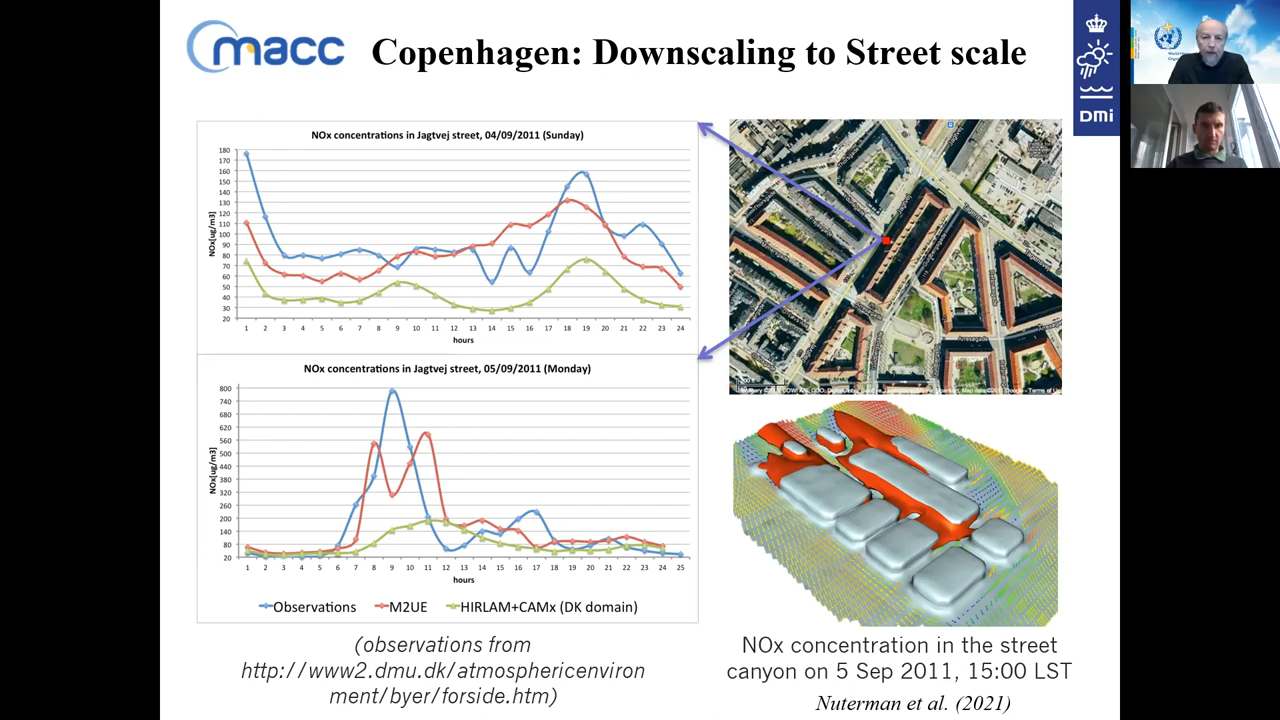 macc
Copenhagen: Downscaling to Street scale
DMi
NOx concentrations in Jagtvej street, 04/09/2011 (Sunday)
NOx[ug/m3]
180
170
160
150
140
130
120
110
100
90
80
70
60
50
40
30
20
1 2 3 4 5 6 7 8 9 10 11 12 13 14 15 16 17 18 19 20 21 22 23 24
hours
NOx concentrations in Jagtvej street, 05/09/2011 (Monday)
NOx[ug/m3]
800
740
680
620
560
500
440
380
320
260
200
140
80
20
1 2 3 4 5 6 7 8 9 10 11 12 13 14 15 16 17 18 19 20 21 22 23 24 25
hours
Observations M2UE HIRLAM+CAMx (DK domain)
(observations from
http://www2.dmu.dk/atmosphericenviron
ment/byer/forside.htm)
NOx concentration in the street
canyon on 5 Sep 2011, 15:00 LST
Nuterman et al. (2021)